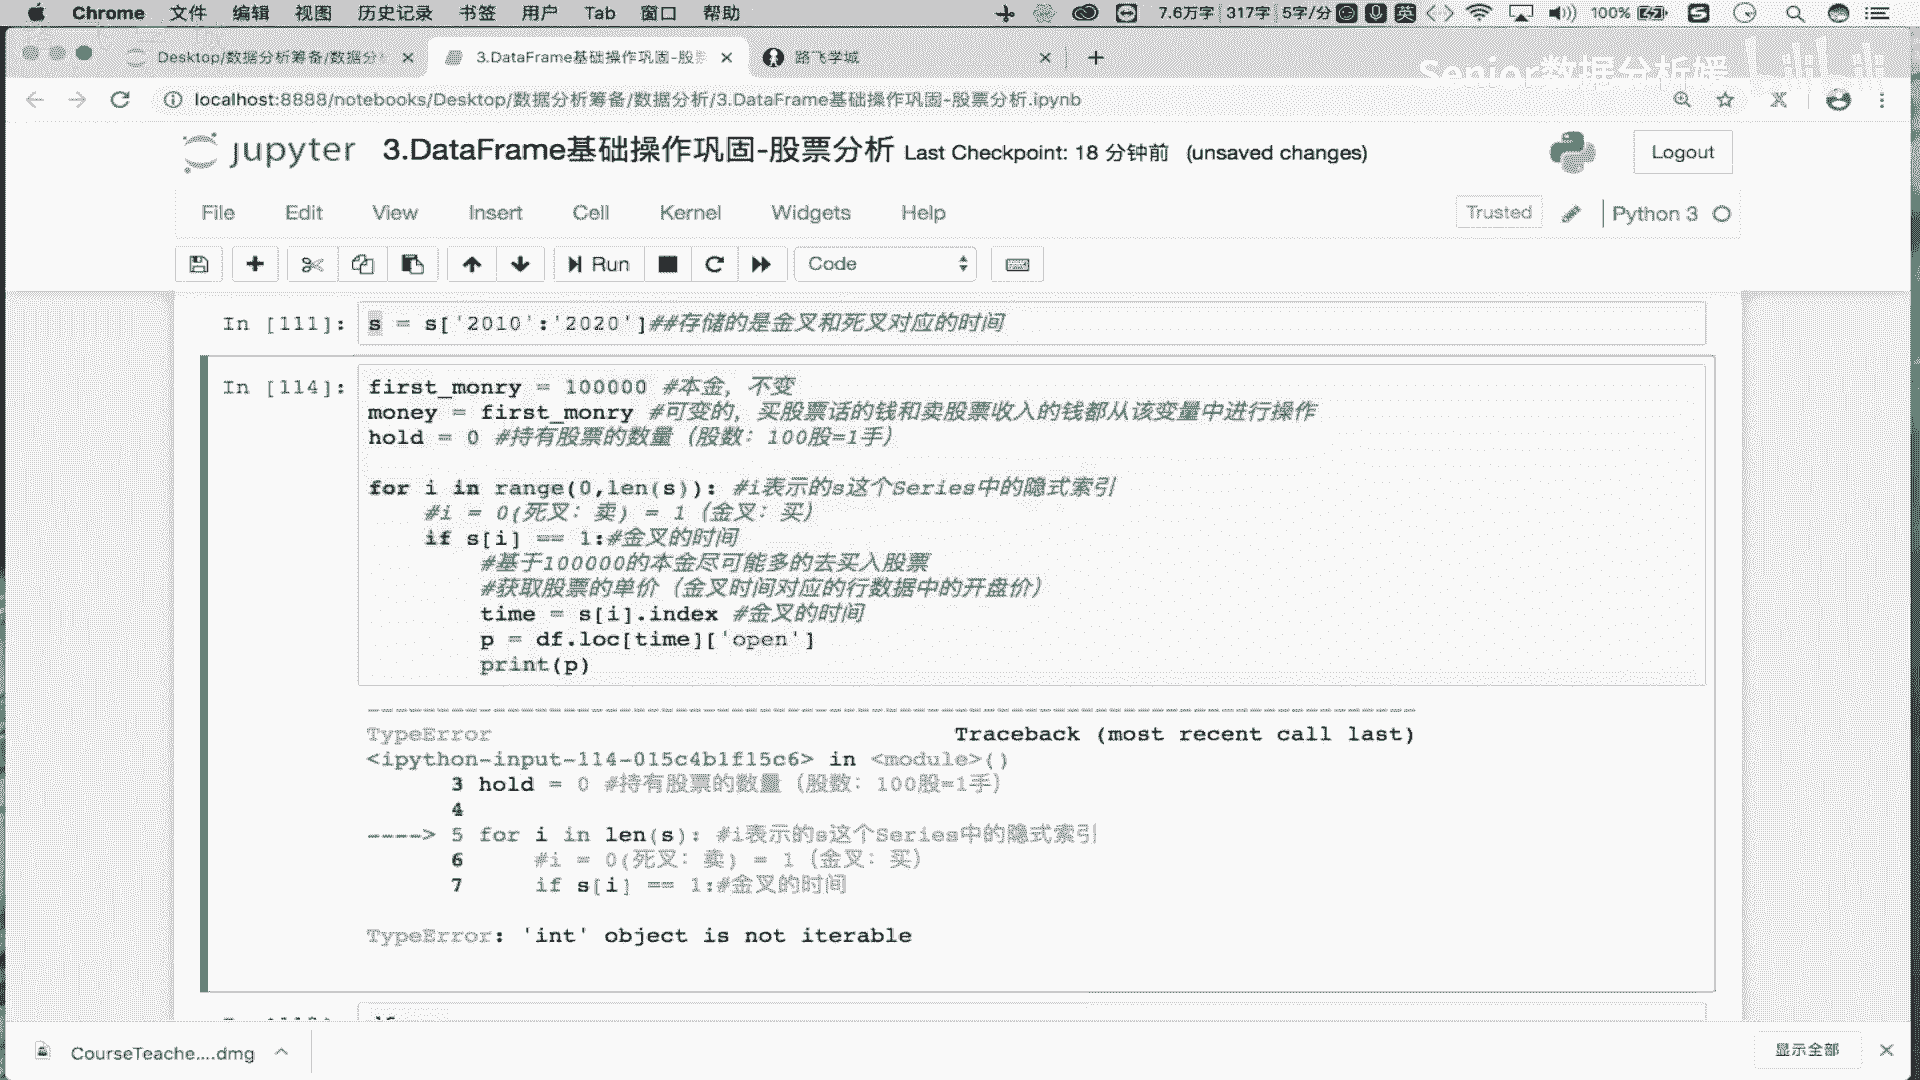 Chrome 文件 编辑 视图 历史记录 书签 用户 Tab 窗口 帮助 7.6万字 317字 5字/分 英 100%
Desktop/数据分析筹备/数据分 3.DataFrame基础操作巩固-股 路飞学城
Senior数据分析媛 bilibili
localhost:8888/notebooks/Desktop/数据分析筹备/数据分析/3.DataFrame基础操作巩固-股票分析.ipynb
jupyter 3.DataFrame基础操作巩固-股票分析 Last Checkpoint: 18 分钟前 (unsaved changes) Logout
File Edit View Insert Cell Kernel Widgets Help Trusted Python 3
Run Code
In [111]: s = s['2010':'2020']##存储的是金叉和死叉对应的时间
In [114]: first_monry = 100000 #本金，不变
money = first_monry #可变的，买股票话的钱和卖股票收入的钱都从该变量中进行操作
hold = 0 #持有股票的数量（股数：100股=1手）
for i in range(0,len(s)): #i表示的s这个Series中的隐式索引
#i = 0(死叉：卖) = 1（金叉：买）
if s[i] == 1:#金叉的时间
#基于100000的本金尽可能多的去买入股票
#获取股票的单价（金叉时间对应的行数据中的开盘价）
time = s[i].index #金叉的时间
p = df.loc[time]['open']
print(p)
TypeError Traceback (most recent call last)
<ipython-input-114-015c4b1f15c6> in <module>()
3 hold = 0 #持有股票的数量（股数：100股=1手）
4
----> 5 for i in len(s): #i表示的s这个Series中的隐式索引
6 #i = 0(死叉：卖) = 1（金叉：买）
7 if s[i] == 1:#金叉的时间
TypeError: 'int' object is not iterable
CourseTeache....dmg 显示全部